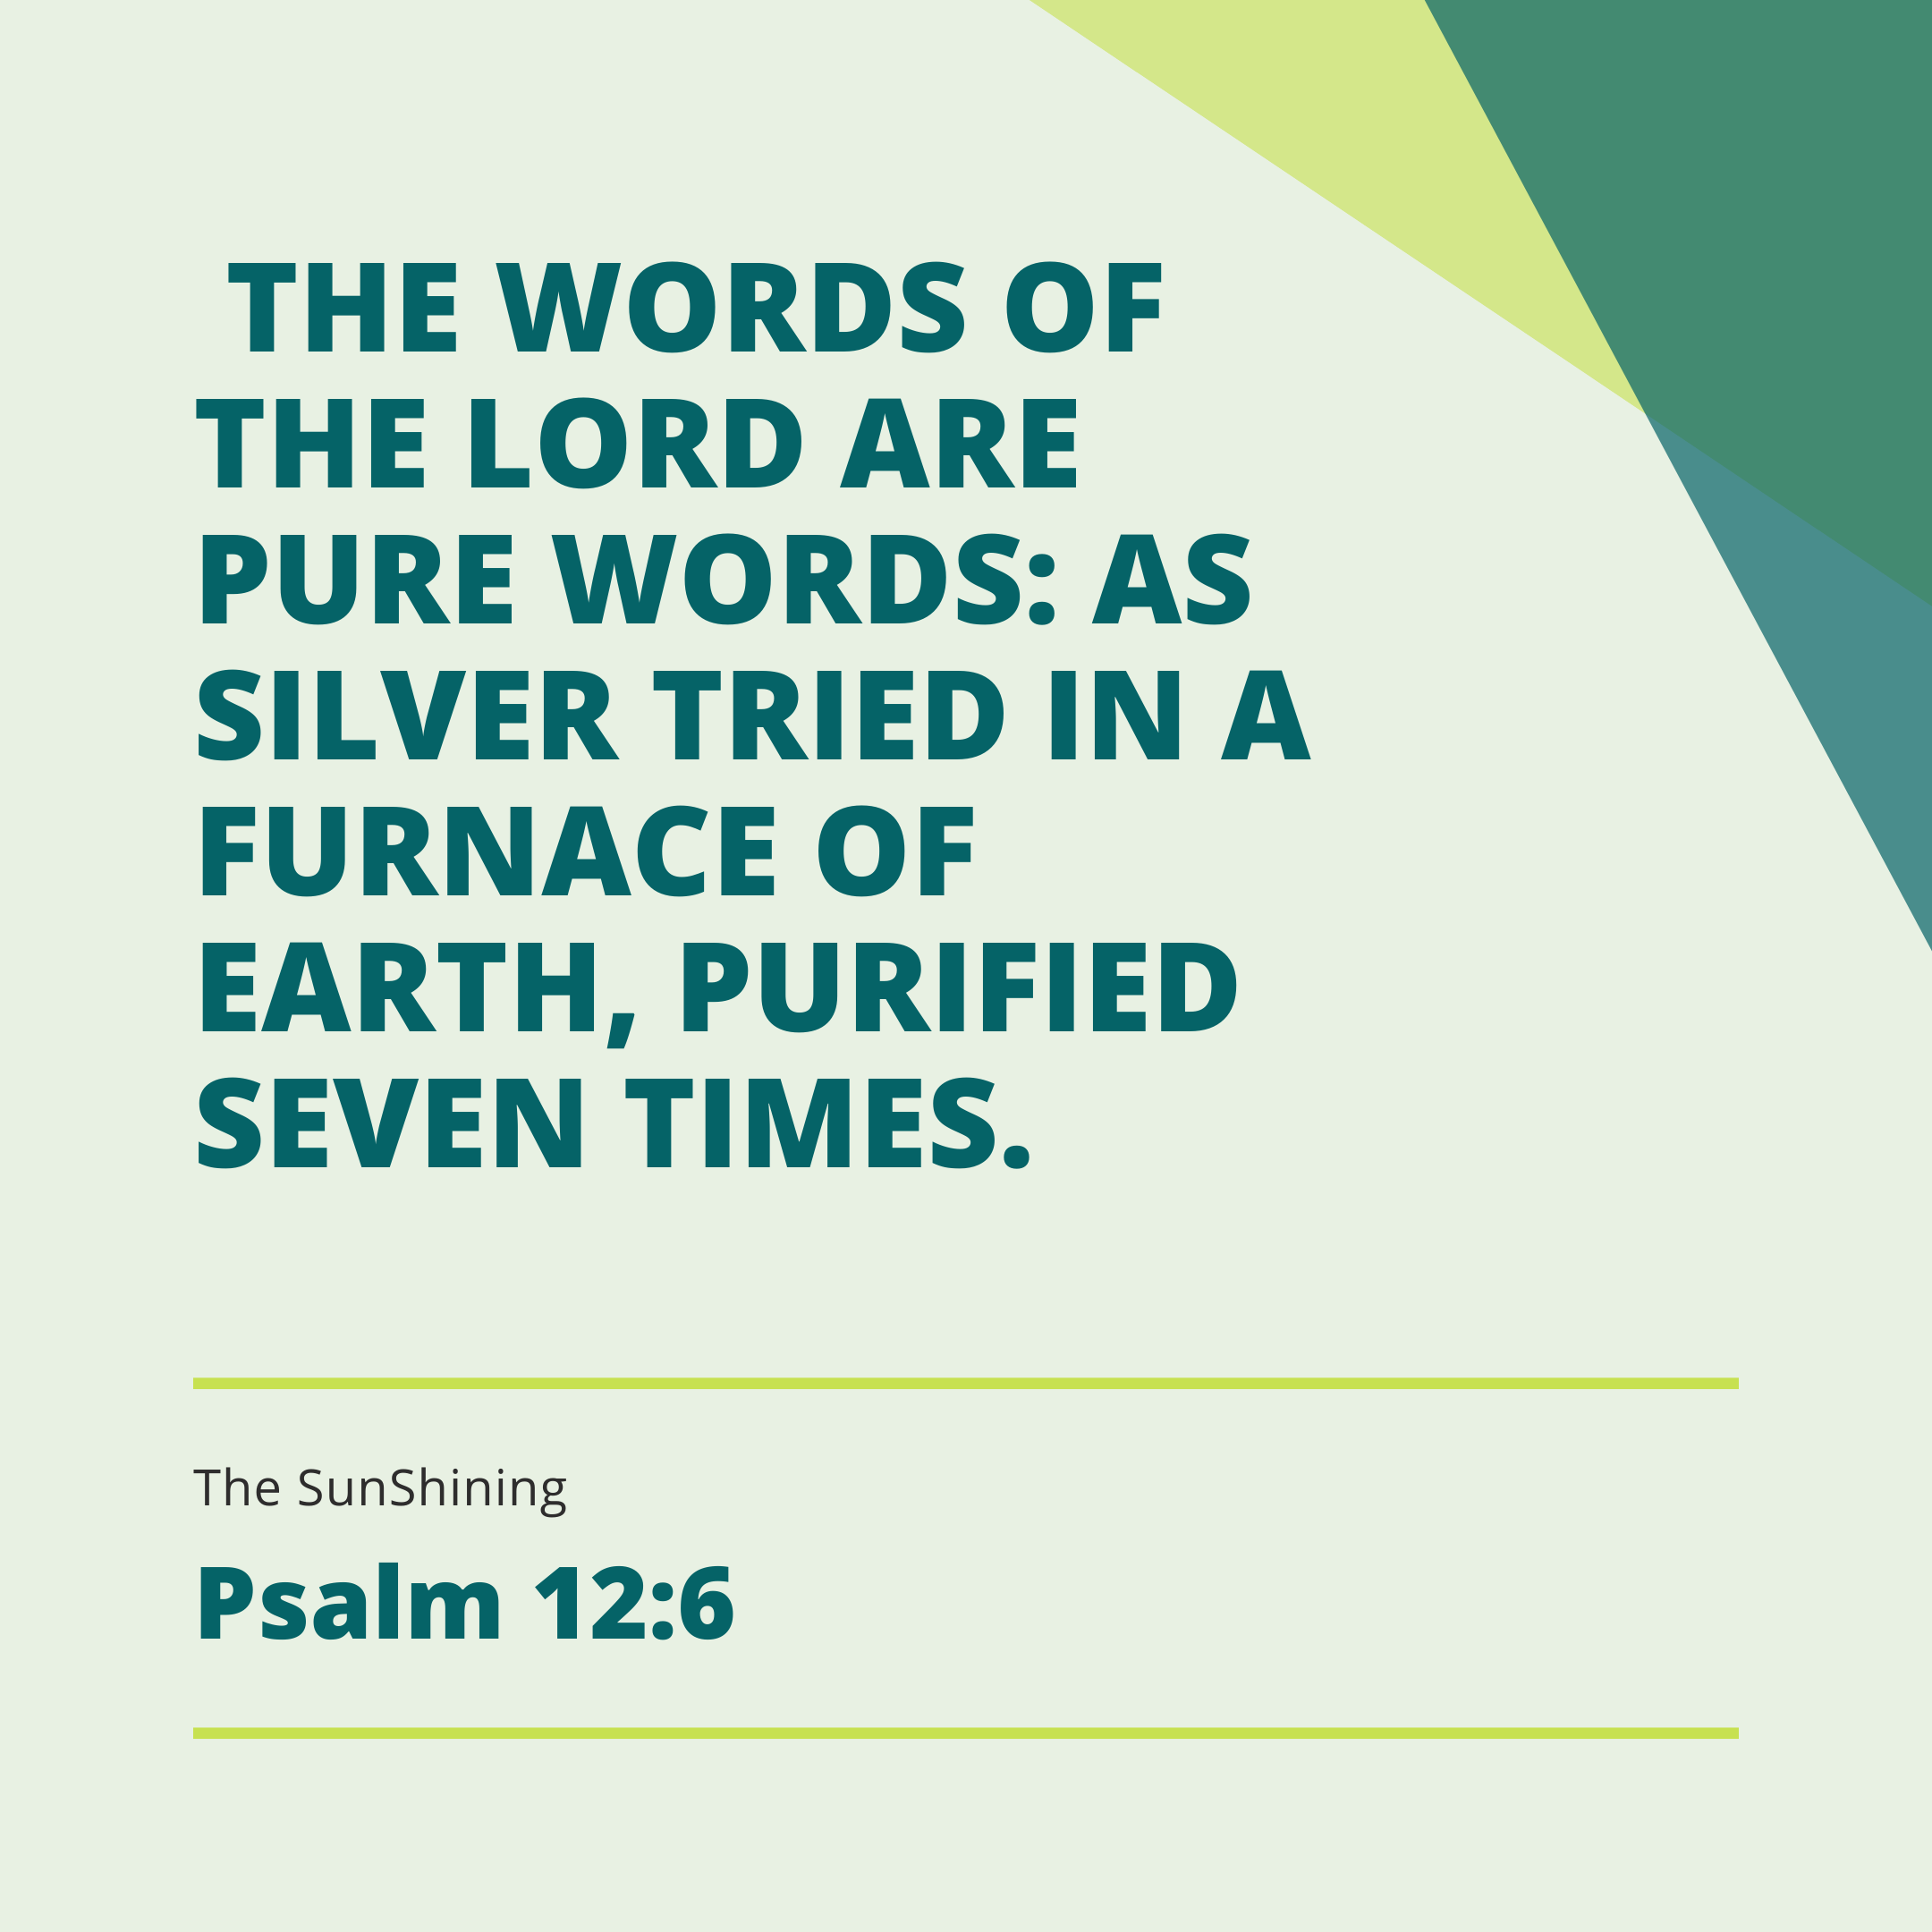 THE WORDS OF
THE LORD ARE
PURE WORDS: AS
SILVER TRIED IN A
FURNACE OF
EARTH, PURIFIED
SEVEN TIMES.
The SunShining
Psalm 12:6